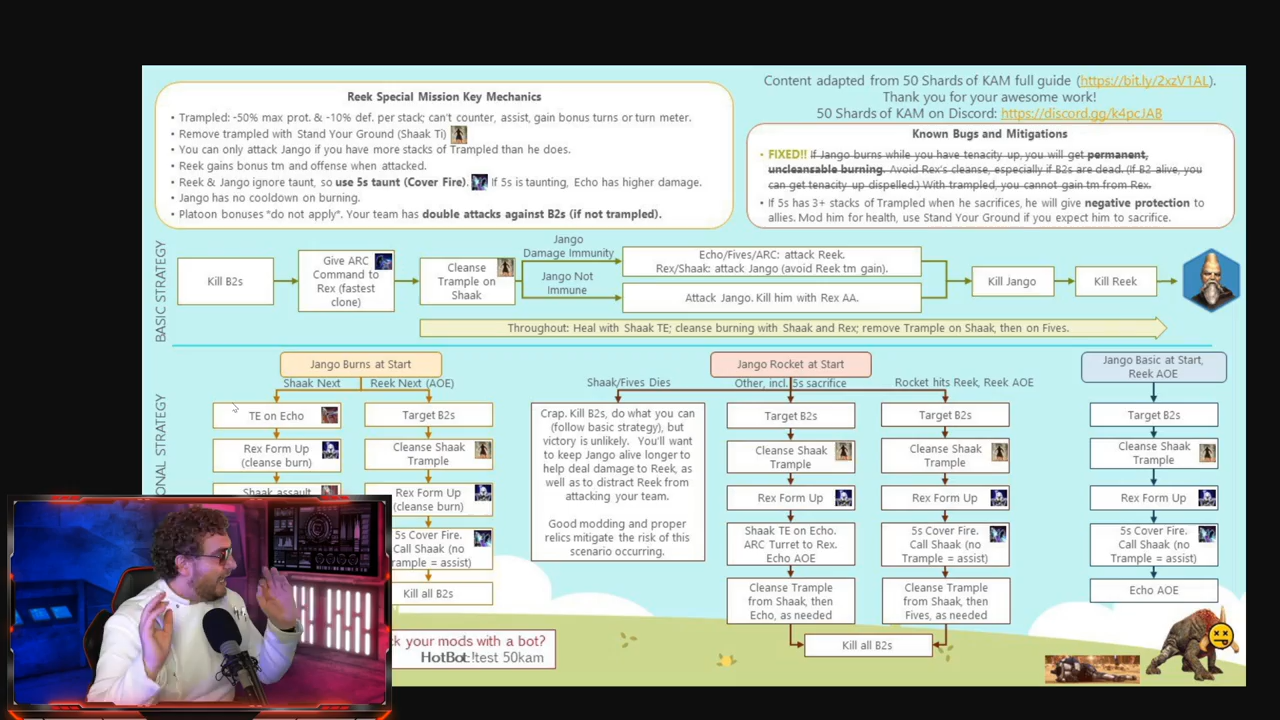 Reek Special Mission Key Mechanics
• Trampled: -50% max prot. & -10% def. per stack; can't counter, assist, gain bonus turns or turn meter.
• Remove trampled with Stand Your Ground (Shaak Ti)
• You can only attack Jango if you have more stacks of Trampled than he does.
• Reek gains bonus tm and offense when attacked.
• Reek & Jango ignore taunt, so use 5s taunt (Cover Fire). If 5s is taunting, Echo has higher damage.
• Jango has no cooldown on burning.
• Platoon bonuses "do not apply". Your team has double attacks against B2s (if not trampled).
Content adapted from 50 Shards of KAM full guide (https://bit.ly/2xzV1AL).
Thank you for your awesome work!
50 Shards of KAM on Discord: https://discord.gg/k4pcJAB
Known Bugs and Mitigations
• FIXED!! If Jango burns while you have tenacity up, you will get permanent,
uncleansable burning. Avoid Rex's cleanse, especially if B2s are dead. (If B2 alive, you
can get tenacity up dispelled.) With trampled, you cannot gain tm from Rex.
• If 5s has 3+ stacks of Trampled when he sacrifices, he will give negative protection to
allies. Mod him for health, use Stand Your Ground if you expect him to sacrifice.
BASIC STRATEGY
Kill B2s
Give ARC
Command to
Rex (fastest
clone)
Cleanse
Trample on
Shaak
Jango
Damage Immunity
Jango Not
Immune
Echo/Fives/ARC: attack Reek.
Rex/Shaak: attack Jango (avoid Reek tm gain).
Attack Jango. Kill him with Rex AA.
Kill Jango
Kill Reek
Throughout: Heal with Shaak TE; cleanse burning with Shaak and Rex; remove Trample on Shaak, then on Fives.
ONAL STRATEGY
Jango Burns at Start
Shaak Next
Reek Next (AOE)
TE on Echo
Rex Form Up
(cleanse burn)
Shaak assault
Target B2s
Cleanse Shaak
Trample
Rex Form Up
(cleanse burn)
5s Cover Fire.
Call Shaak (no
rample = assist)
Kill all B2s
Jango Rocket at Start
Shaak/Fives Dies
Other, incl. 5s sacrifice
Rocket hits Reek, Reek AOE
Crap. Kill B2s, do what you can
(follow basic strategy), but
victory is unlikely. You'll want
to keep Jango alive longer to
help deal damage to Reek, as
well as to distract Reek from
attacking your team.
Good modding and proper
relics mitigate the risk of this
scenario occurring.
Target B2s
Cleanse Shaak
Trample
Rex Form Up
Shaak TE on Echo.
ARC Turret to Rex.
Echo AOE
Cleanse Trample
from Shaak, then
Echo, as needed
Target B2s
Cleanse Shaak
Trample
Rex Form Up
5s Cover Fire.
Call Shaak (no
Trample = assist)
Cleanse Trample
from Shaak, then
Fives, as needed
Kill all B2s
Jango Basic at Start,
Reek AOE
Target B2s
Cleanse Shaak
Trample
Rex Form Up
5s Cover Fire.
Call Shaak (no
Trample = assist)
Echo AOE
k your mods with a bot?
HotBot: !test 50kam